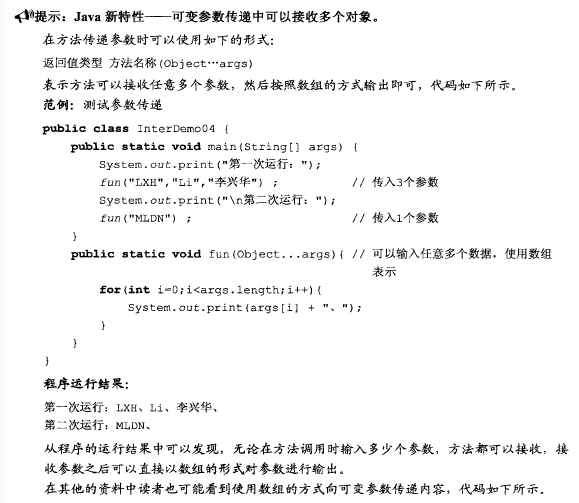 提示：Java 新特性——可变参数传递中可以接收多个对象。
在方法传递参数时可以使用如下的形式：
返回值类型 方法名称(Object…args)
表示方法可以接收任意多个参数，然后按照数组的方式输出即可，代码如下所示。
范例：测试参数传递
public class InterDemo04 {
    public static void main(String[] args) {
        System.out.print("第一次运行：");
        fun("LXH","Li","李兴华") ;          // 传入3个参数
        System.out.print("\n第二次运行：");
        fun("MLDN") ;                       // 传入1个参数
    }
    public static void fun(Object...args){ // 可以输入任意多个数据，使用数组
                                              表示
        for(int i=0;i<args.length;i++){
            System.out.print(args[i] + "、");
        }
    }
}
程序运行结果：
第一次运行：LXH、Li、李兴华、
第二次运行：MLDN、
从程序的运行结果中可以发现，无论在方法调用时输入多少个参数，方法都可以接收，接
收参数之后可以直接以数组的形式对参数进行输出。
在其他的资料中读者也可能看到使用数组的方式向可变参数传递内容，代码如下所示。